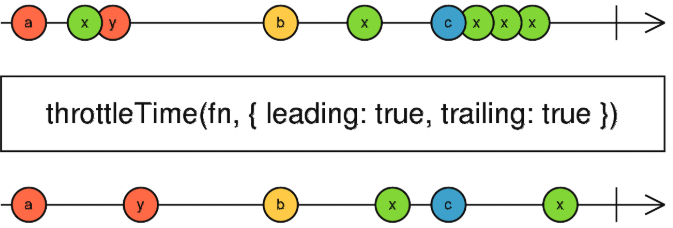 a x y b x c x x x
throttleTime(fn, { leading: true, trailing: true })
a y b x c x